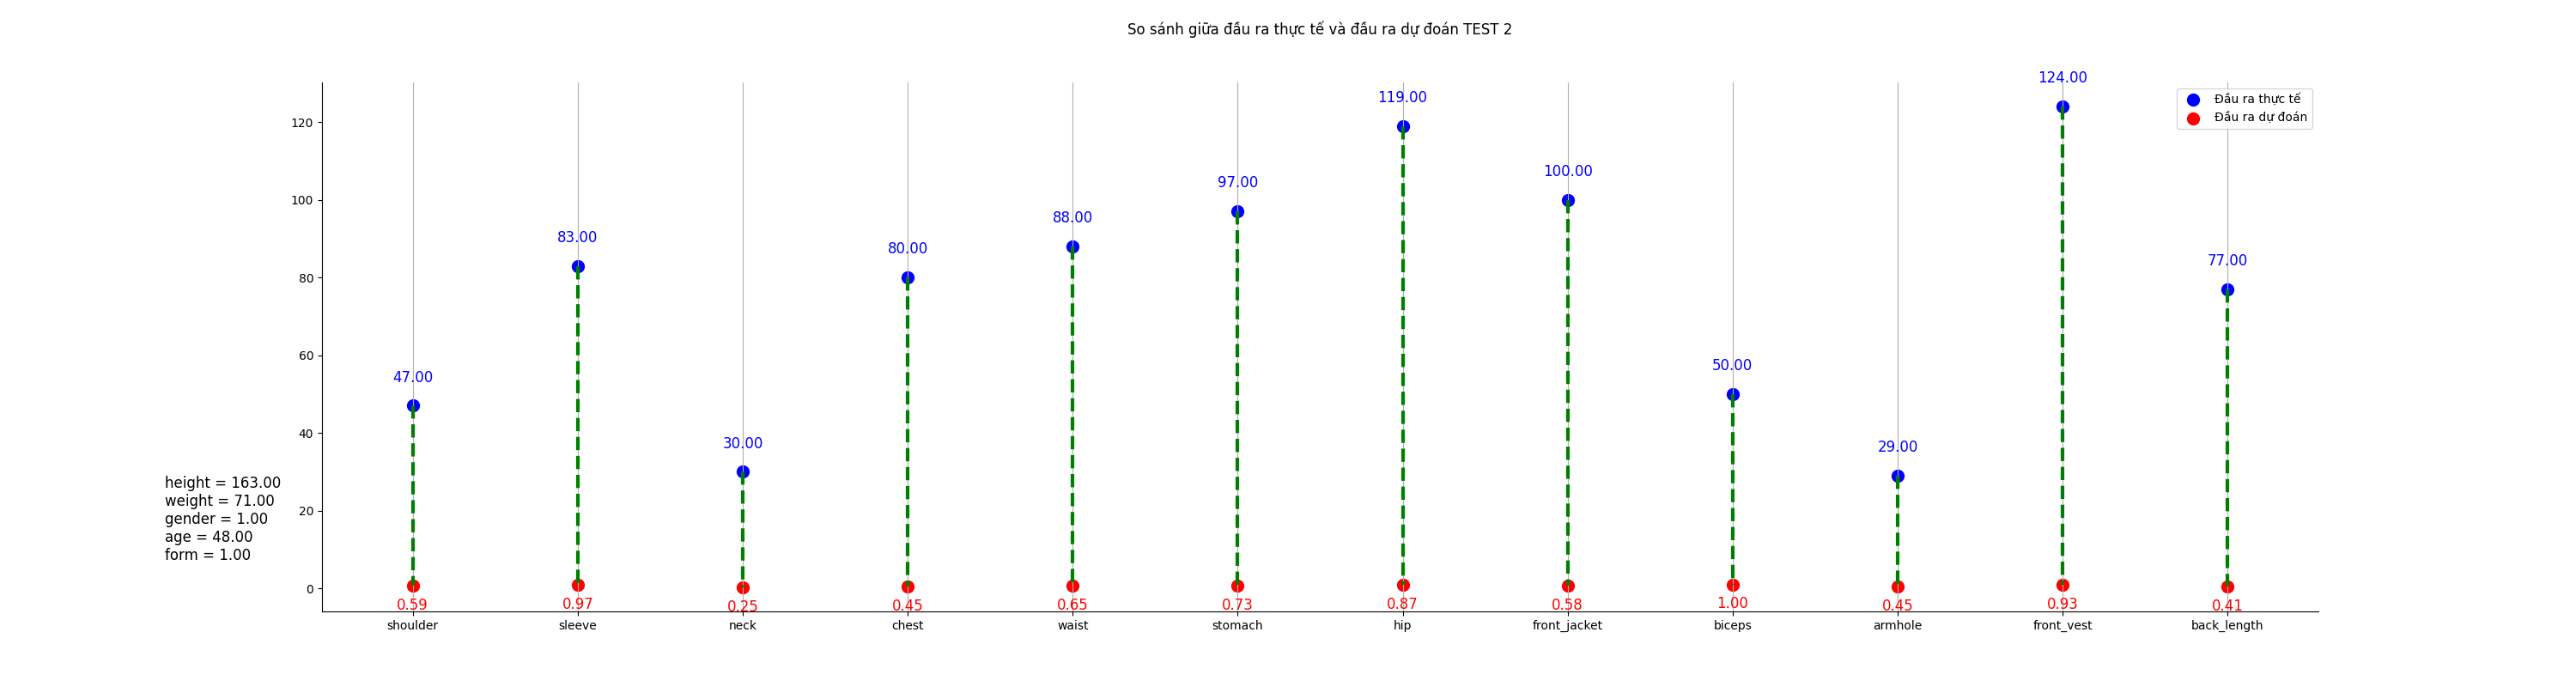 So sánh giữa đầu ra thực tế và đầu ra dự đoán TEST 2
124.00
119.00
Đầu ra thực tế
Đầu ra dự đoán
120
100.00
97.00
100
88.00
83.00
80.00
77.00
80
60
47.00
50.00
40
30.00
29.00
height = 163.00
weight = 71.00
gender = 1.00
age = 48.00
form = 1.00
20
0
0.59 0.97 0.25 0.45 0.65 0.73 0.87 0.58 1.00 0.45 0.93 0.41
shoulder sleeve neck chest waist stomach hip front_jacket biceps armhole front_vest back_length